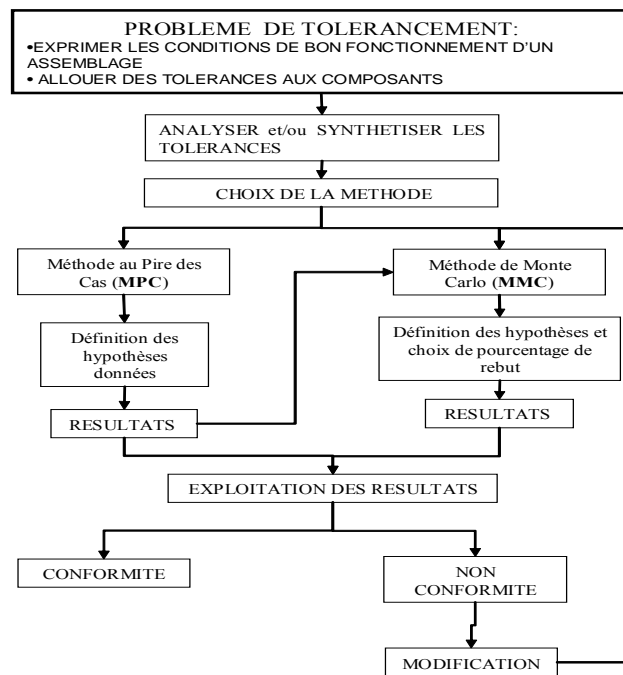 PROBLEME DE TOLERANCEMENT:
•EXPRIMER LES CONDITIONS DE BON FONCTIONNEMENT D'UN
ASSEMBLAGE
• ALLOUER DES TOLERANCES AUX COMPOSANTS
ANALYSER et/ou SYNTHETISER LES
TOLERANCES
CHOIX DE LA METHODE
Méthode au Pire des
Cas (MPC)
Méthode de Monte
Carlo (MMC)
Définition des
hypothèses
données
Définition des hypothèses et
choix de pourcentage de
rebut
RESULTATS
RESULTATS
EXPLOITATION DES RESULTATS
CONFORMITE
NON
CONFORMITE
MODIFICATION